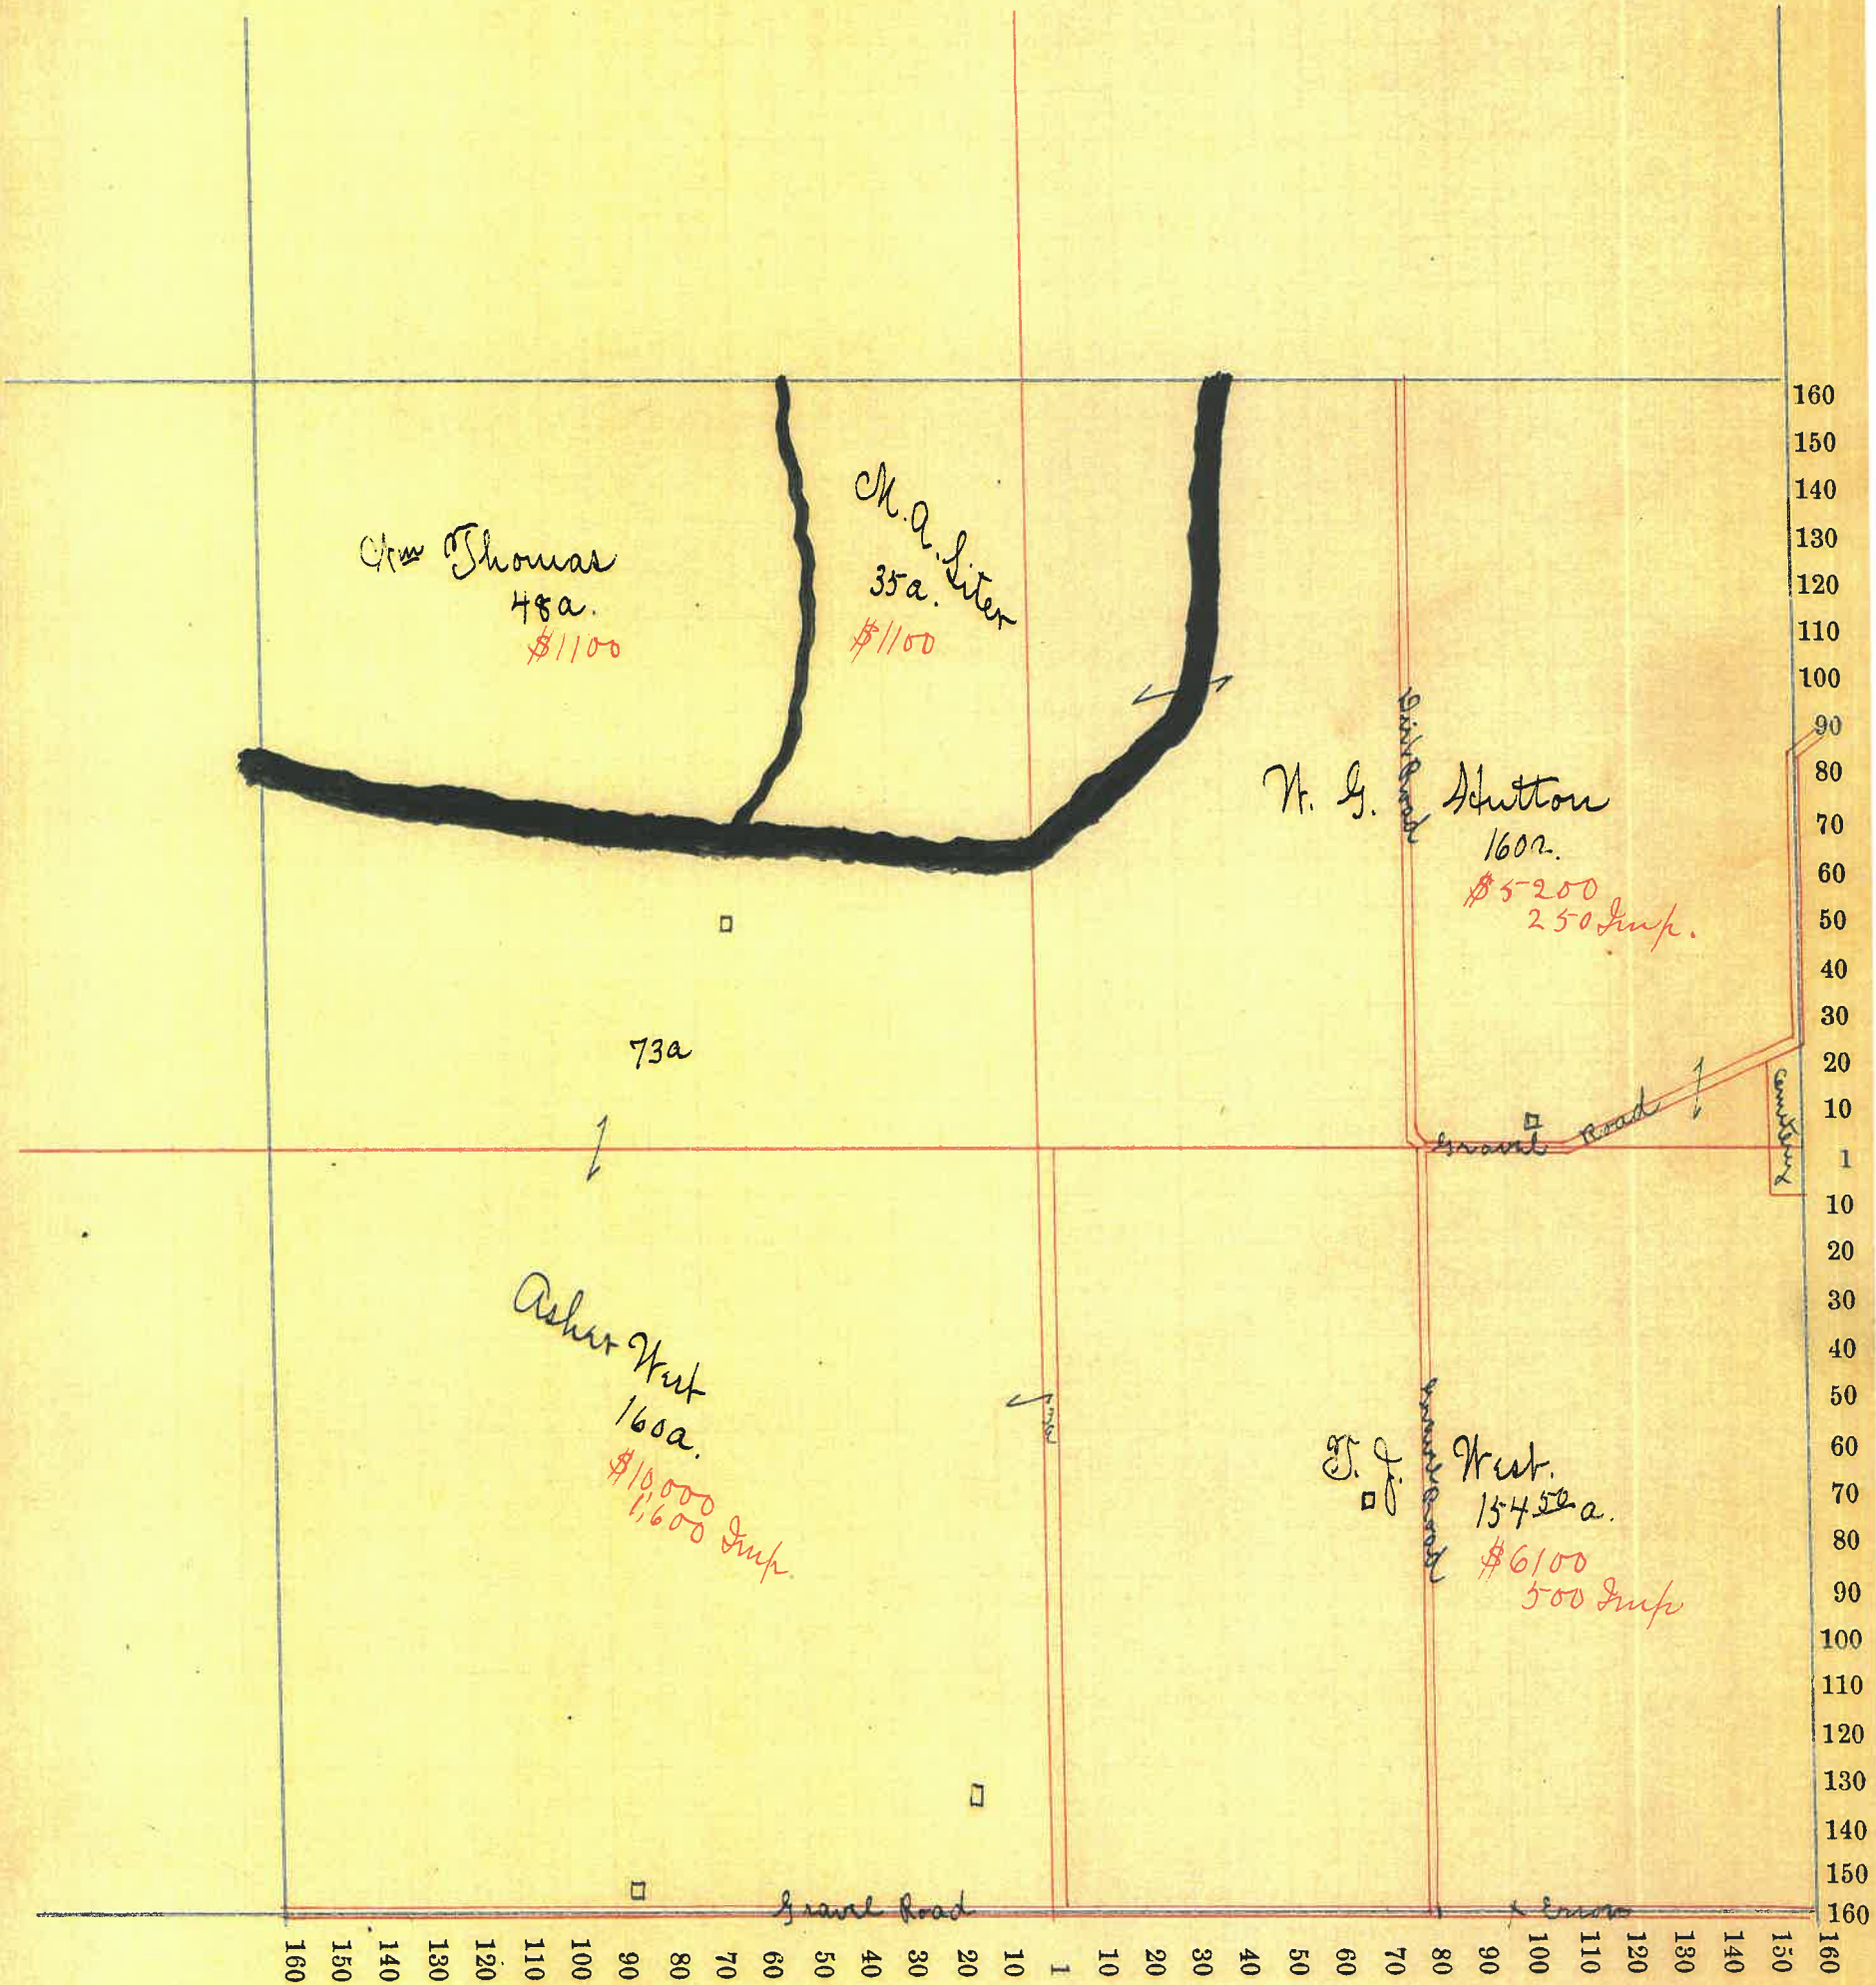 Wm Thomas
48a.
$1100
M. A. Liter
35a.
$1100
Dirt Road
W. G. Hutton
160a.
$5200
250 Imp.
73a
Gravel Road
Cemetery
Asher West
160a.
$10,000
1,600 Imp.
T. J. West.
154 50 a.
$6100
500 Imp
Gravel Road
Gravel Road
x Error
160
150
140
130
120
110
100
90
80
70
60
50
40
30
20
10
1
10
20
30
40
50
60
70
80
90
100
110
120
130
140
150
160
160 150 140 130 120 110 100 90 80 70 60 50 40 30 20 10 1 10 20 30 40 50 60 70 80 90 100 110 120 130 140 150 160